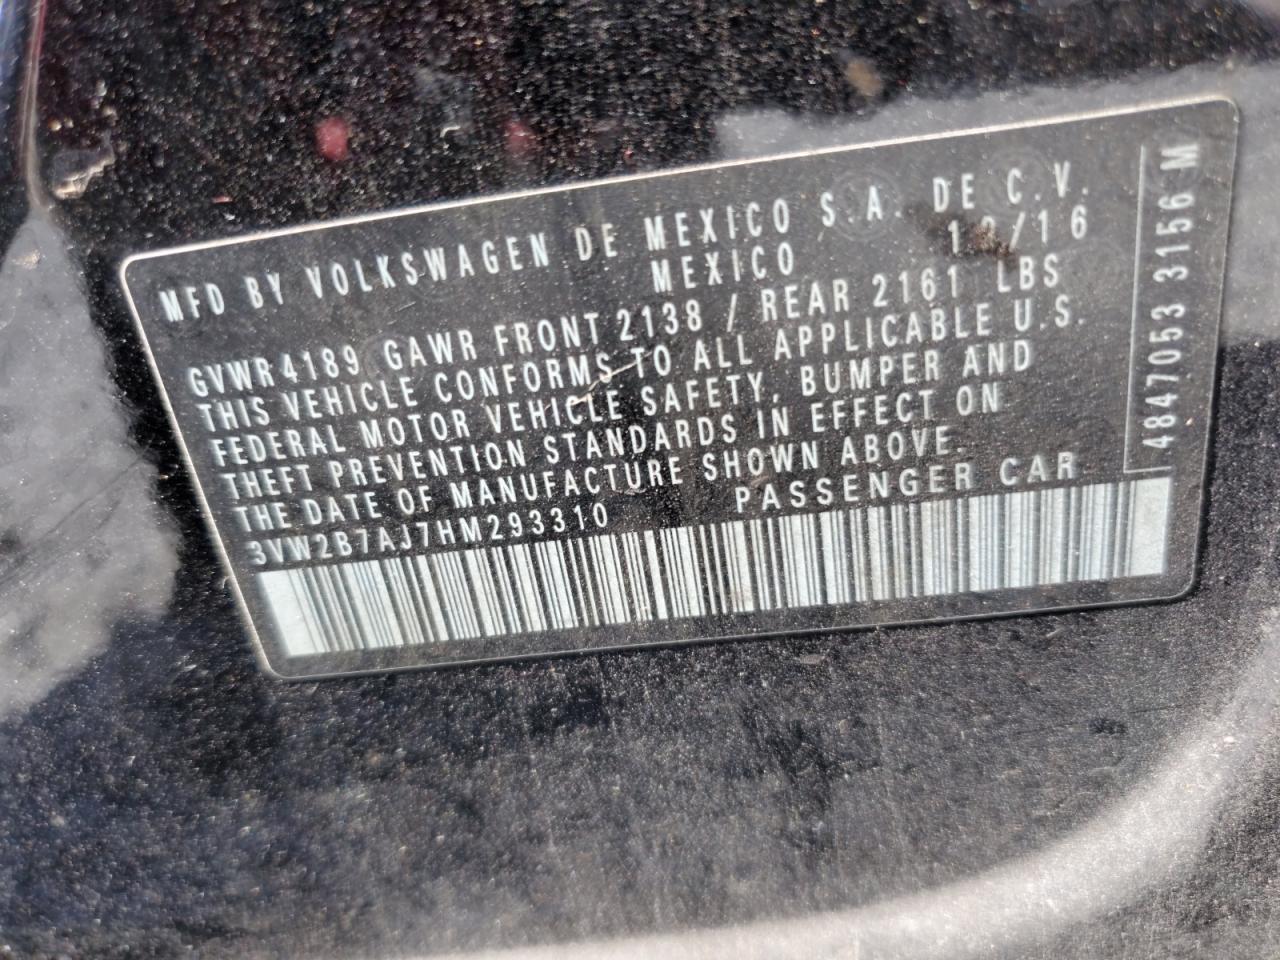 MFD BY VOLKSWAGEN DE MEXICO S.A. DE C.V.
MEXICO
GVWR 4189 GAWR FRONT 2138 / REAR 2161 LBS
THIS VEHICLE CONFORMS TO ALL APPLICABLE U.S.
FEDERAL MOTOR VEHICLE SAFETY, BUMPER AND
THEFT PREVENTION STANDARDS IN EFFECT ON
THE DATE OF MANUFACTURE SHOWN ABOVE.
3VW2B7AJ7HM293310 PASSENGER CAR
4847053 3156 M